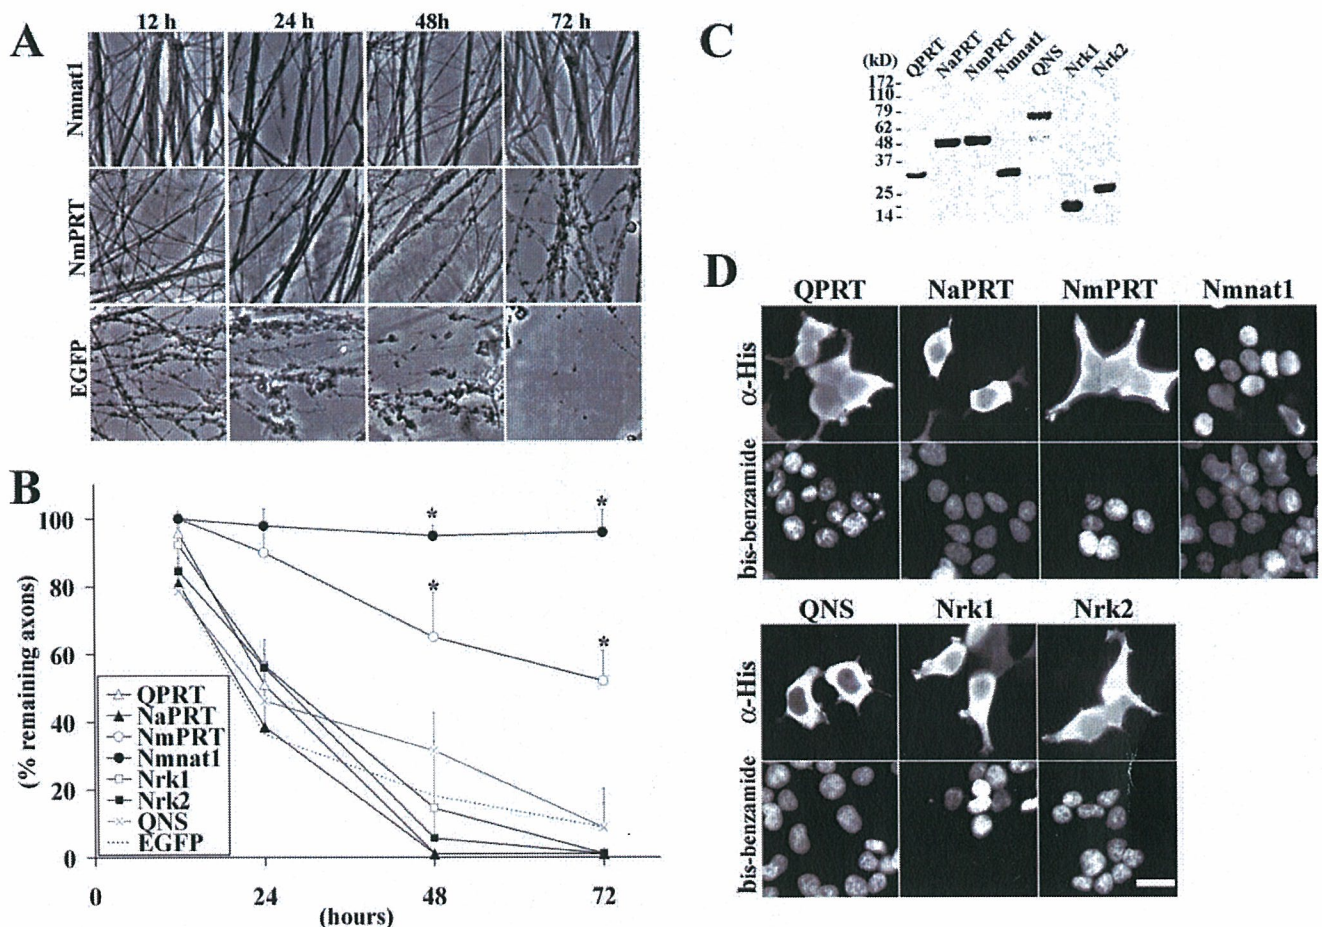 A
12 h 24 h 48h 72 h
Nmnat1
NmPRT
EGFP
B
(% remaining axons)
100
80
60
40
20
0
* *
* *
QPRT
NaPRT
NmPRT
Nmnat1
Nrk1
Nrk2
QNS
EGFP
0 24 48 72
(hours)
C
(kD)
QPRT NaPRT NmPRT Nmnat1 QNS Nrk1 Nrk2
172-
110-
79-
62-
48-
37-
25-
14-
D
QPRT NaPRT NmPRT Nmnat1
α-His
bis-benzamide
QNS Nrk1 Nrk2
α-His
bis-benzamide